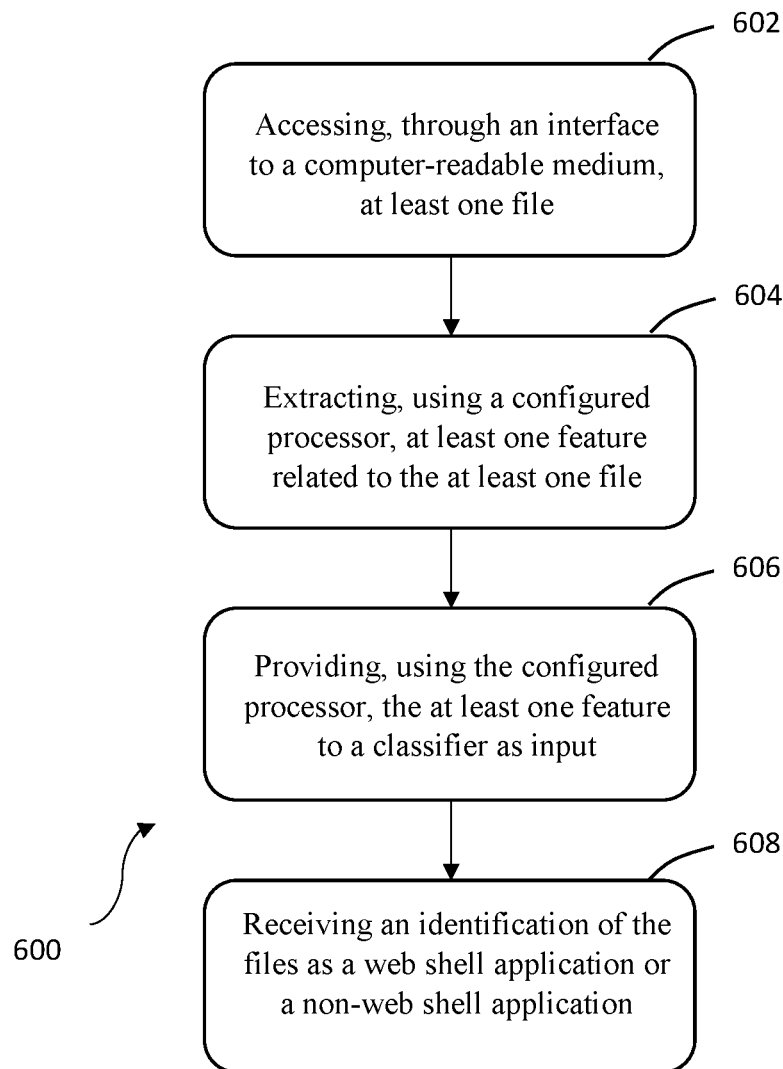 602
Accessing, through an interface
to a computer-readable medium,
at least one file
604
Extracting, using a configured
processor, at least one feature
related to the at least one file
606
Providing, using the configured
processor, the at least one feature
to a classifier as input
608
Receiving an identification of the
files as a web shell application or
a non-web shell application
600